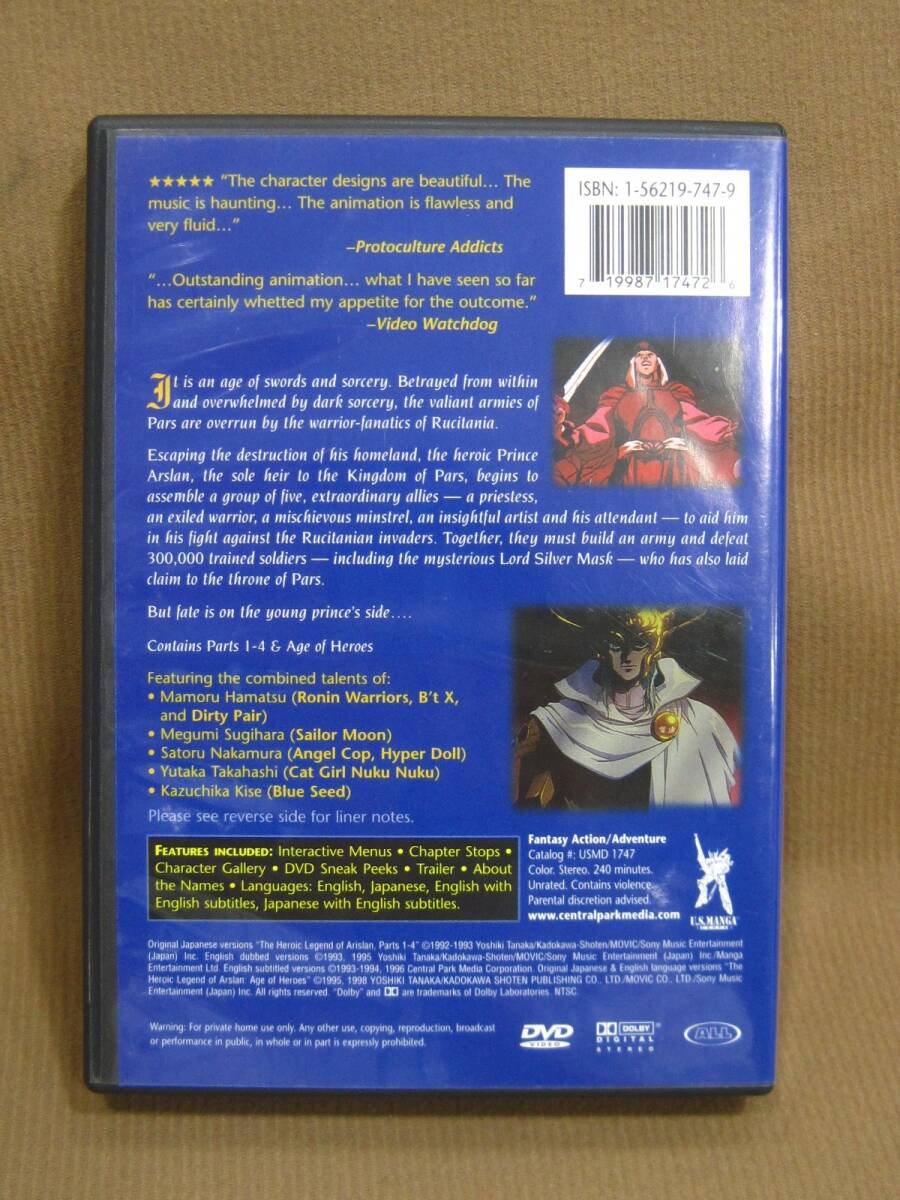 ★★★★★ “The character designs are beautiful… The
music is haunting… The animation is flawless and
very fluid…”
–Protoculture Addicts
“…Outstanding animation… what I have seen so far
has certainly whetted my appetite for the outcome.”
–Video Watchdog
ISBN: 1-56219-747-9
7 19987 17472 6
It is an age of swords and sorcery. Betrayed from within
and overwhelmed by dark sorcery, the valiant armies of
Pars are overrun by the warrior-fanatics of Rucitania.
Escaping the destruction of his homeland, the heroic Prince
Arslan, the sole heir to the Kingdom of Pars, begins to
assemble a group of five, extraordinary allies — a priestess,
an exiled warrior, a mischievous minstrel, an insightful artist and his attendant — to aid him
in his fight against the Rucitanian invaders. Together, they must build an army and defeat
300,000 trained soldiers — including the mysterious Lord Silver Mask — who has also laid
claim to the throne of Pars.
But fate is on the young prince's side….
Contains Parts 1-4 & Age of Heroes
Featuring the combined talents of:
• Mamoru Hamatsu (Ronin Warriors, B't X,
and Dirty Pair)
• Megumi Sugihara (Sailor Moon)
• Satoru Nakamura (Angel Cop, Hyper Doll)
• Yutaka Takahashi (Cat Girl Nuku Nuku)
• Kazuchika Kise (Blue Seed)
Please see reverse side for liner notes.
FEATURES INCLUDED: Interactive Menus • Chapter Stops •
Character Gallery • DVD Sneak Peeks • Trailer • About
the Names • Languages: English, Japanese, English with
English subtitles, Japanese with English subtitles.
Fantasy Action/Adventure
Catalog #: USMD 1747
Color. Stereo. 240 minutes.
Unrated. Contains violence.
Parental discretion advised.
www.centralparkmedia.com
U.S. MANGA
Original Japanese versions "The Heroic Legend of Arislan, Parts 1-4" ©1992-1993 Yoshiki Tanaka/Kadokawa-Shoten/MOVIC/Sony Music Entertainment
(Japan) Inc. English dubbed versions ©1993, 1995 Yoshiki Tanaka/Kadokawa-Shoten/MOVIC/Sony Music Entertainment (Japan) Inc./Manga
Entertainment Ltd. English subtitled versions ©1993-1994, 1996 Central Park Media Corporation. Original Japanese & English language versions "The
Heroic Legend of Arislan: Age of Heroes" ©1995, 1998 YOSHIKI TANAKA/KADOKAWA SHOTEN PUBLISHING CO., LTD./MOVIC CO., LTD./Sony Music
Entertainment (Japan) Inc. All rights reserved. "Dolby" and are trademarks of Dolby Laboratories. NTSC.
Warning: For private home use only. Any other use, copying, reproduction, broadcast
or performance in public, in whole or in part is expressly prohibited.
DVD
VIDEO
DOLBY
DIGITAL
STEREO
ALL